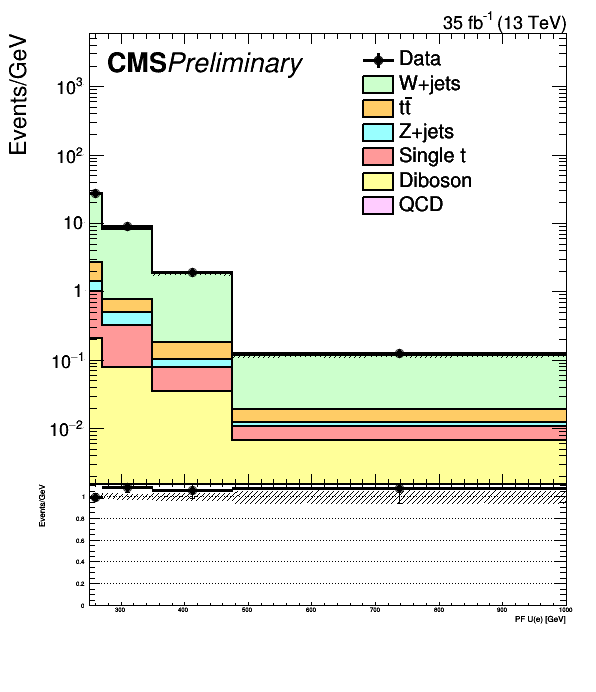 35 fb⁻¹ (13 TeV)
CMS Preliminary
Events/GeV
Data
W+jets
tt̄
Z+jets
Single t
Diboson
QCD
10³
10²
10
1
10⁻¹
10⁻²
Events/GeV
1
0.8
0.6
0.4
0.2
0
300 400 500 600 700 800 900 1000
PF U(e) [GeV]